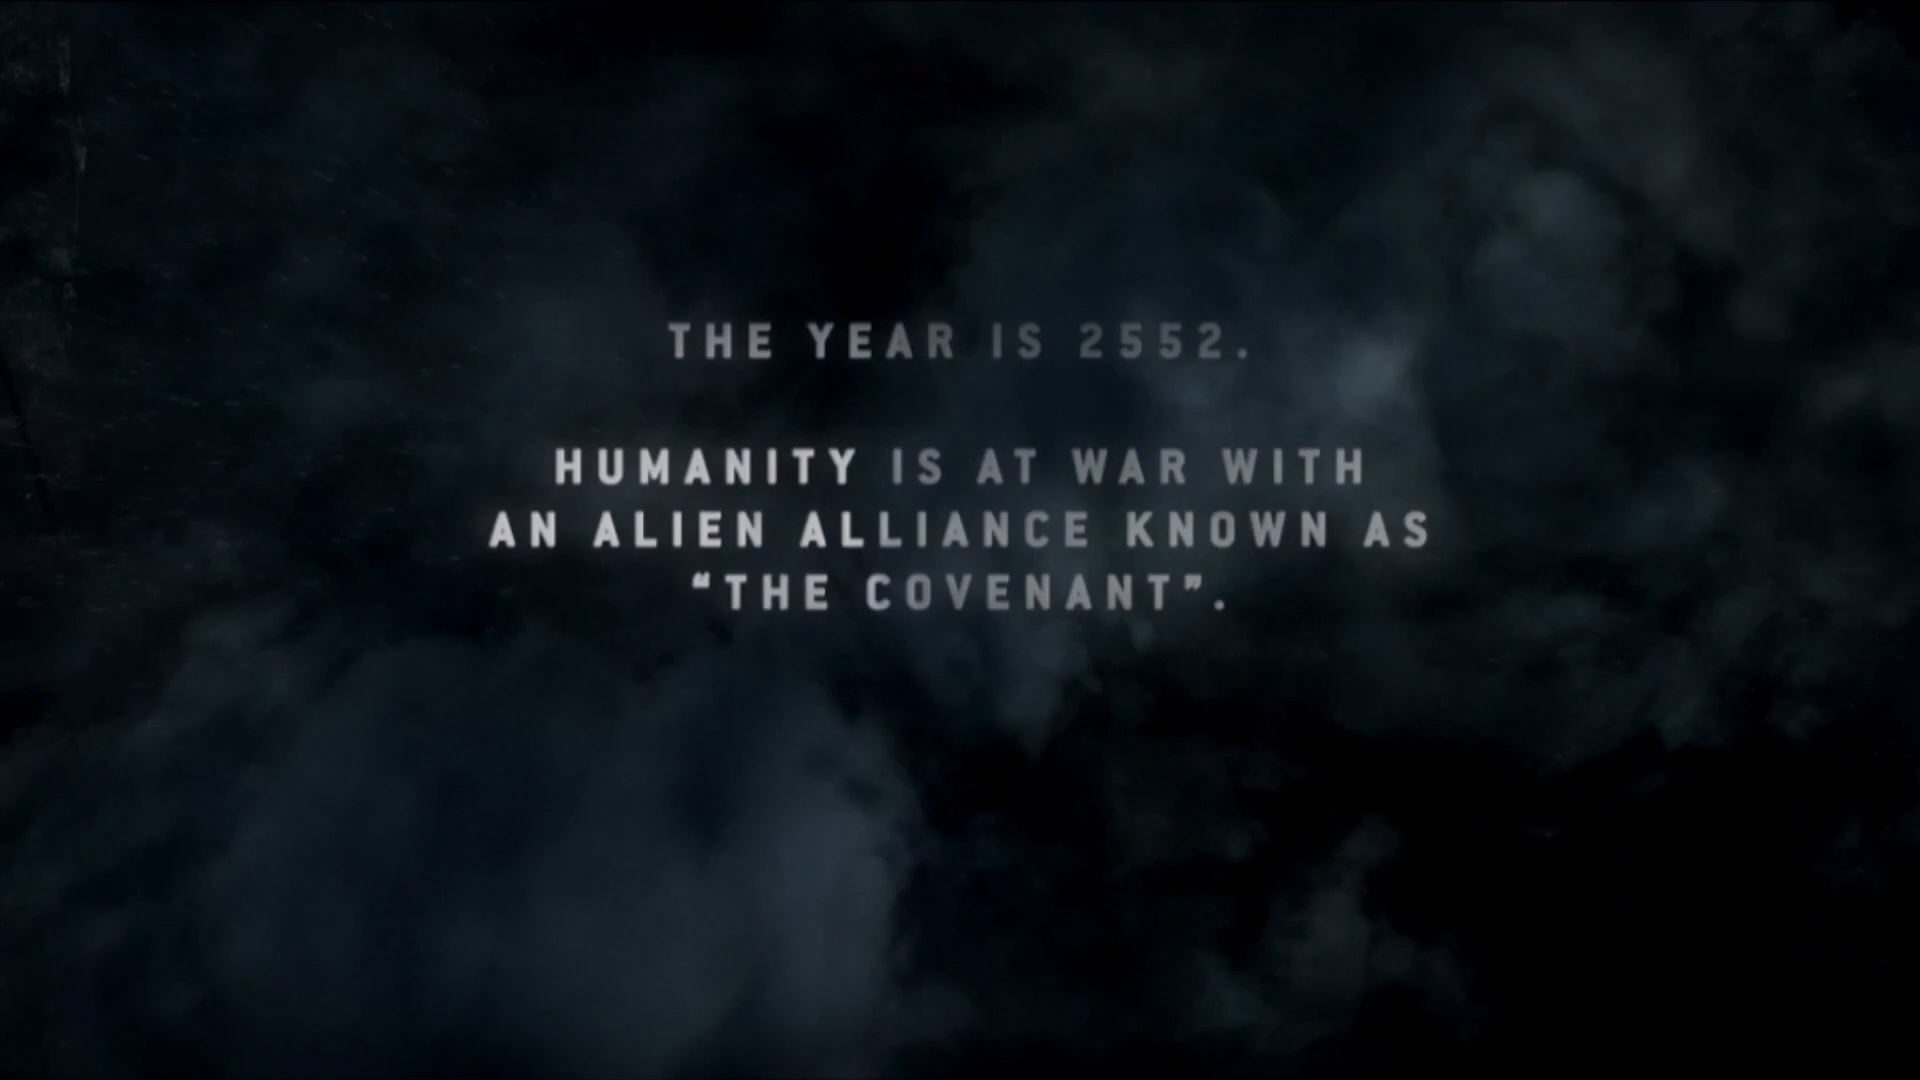 THE YEAR IS 2552.
HUMANITY IS AT WAR WITH
AN ALIEN ALLIANCE KNOWN AS
“THE COVENANT”.